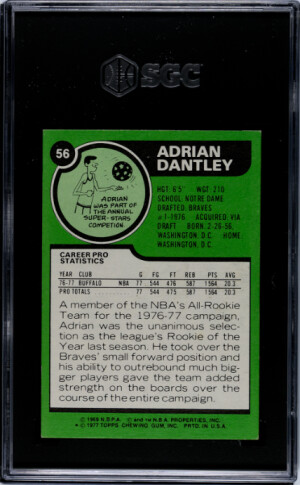 SGC
56
ADRIAN
DANTLEY
ADRIAN
WAS PART OF
THE ANNUAL
SUPER-STARS
COMPETION
HGT: 6'5 WGT: 210
SCHOOL: NOTRE DAME
DRAFTED: BRAVES
#1-1976 ACQUIRED: VIA
DRAFT BORN: 2-28-56,
WASHINGTON, D.C. HOME:
WASHINGTON, D.C.
CAREER PRO
STATISTICS
YEAR CLUB G FG FT REB PTS AVG
76-77 BUFFALO NBA 77 544 476 587 1564 20.3
PRO TOTALS 77 544 476 587 1564 20.3
A member of the NBA's All-Rookie
Team for the 1976-77 campaign,
Adrian was the unanimous selec-
tion as the league's Rookie of the
Year last season. He took over the
Braves' small forward position and
his ability to outrebound much big-
ger players gave the team added
strength on the boards over the
course of the entire campaign.
© 1968 N.B.P.A. © and ™ N.B.A. PROPERTIES, INC.
© 1977 TOPPS CHEWING GUM, INC. PRTD. IN U.S.A.